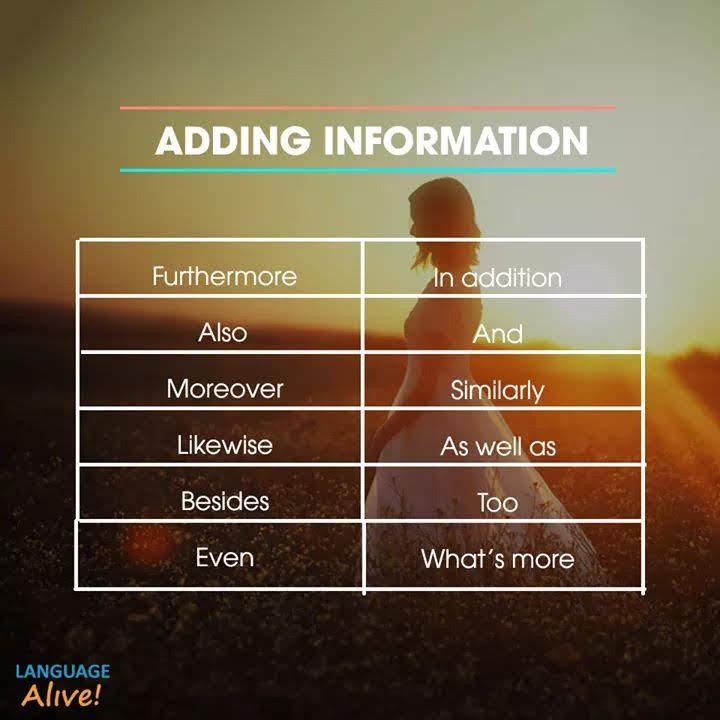 ADDING INFORMATION
Furthermore In addition
Also And
Moreover Similarly
Likewise As well as
Besides Too
Even What's more
LANGUAGE
Alive!